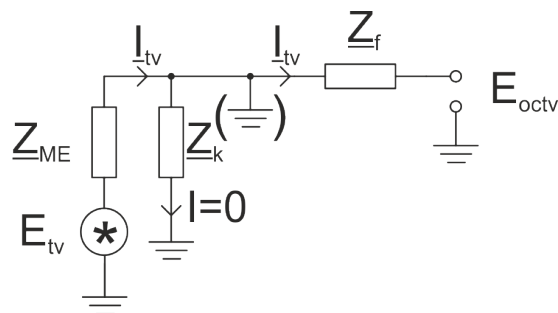 I_tv
I_tv
Z_f
E_octv
Z_ME
Z_k
( )
I=0
E_tv
*